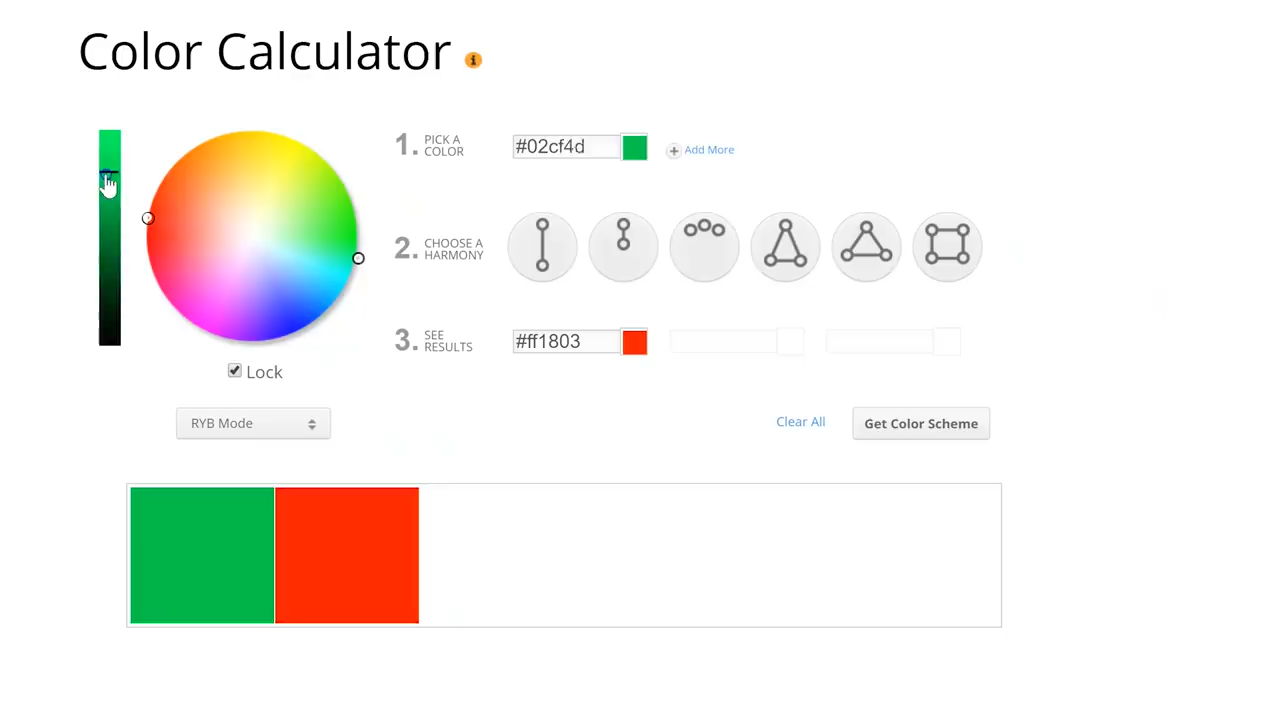 Color Calculator i
1. PICK A COLOR #02cf4d + Add More
2. CHOOSE A HARMONY
3. SEE RESULTS #ff1803
Lock
RYB Mode
Clear All
Get Color Scheme